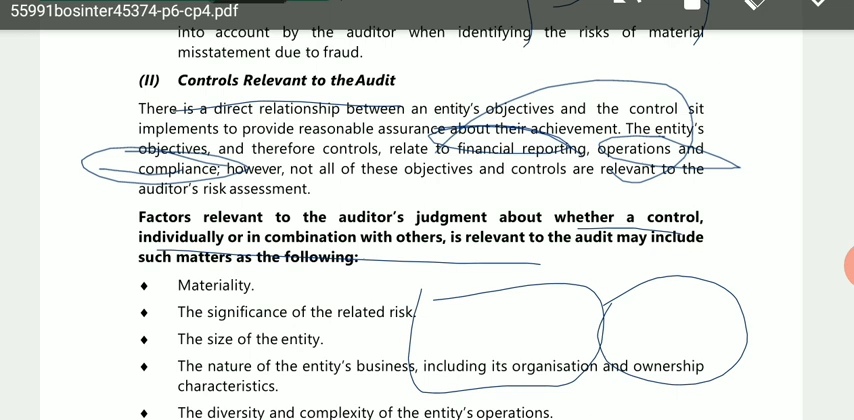 55991bosinter45374-p6-cp4.pdf
into account by the auditor when identifying the risks of material
misstatement due to fraud.
(II) Controls Relevant to the Audit
There is a direct relationship between an entity's objectives and the control sit
implements to provide reasonable assurance about their achievement. The entity's
objectives, and therefore controls, relate to financial reporting, operations and
compliance; however, not all of these objectives and controls are relevant to the
auditor's risk assessment.
Factors relevant to the auditor's judgment about whether a control,
individually or in combination with others, is relevant to the audit may include
such matters as the following:
♦ Materiality.
♦ The significance of the related risk.
♦ The size of the entity.
♦ The nature of the entity's business, including its organisation and ownership
characteristics.
♦ The diversity and complexity of the entity's operations.